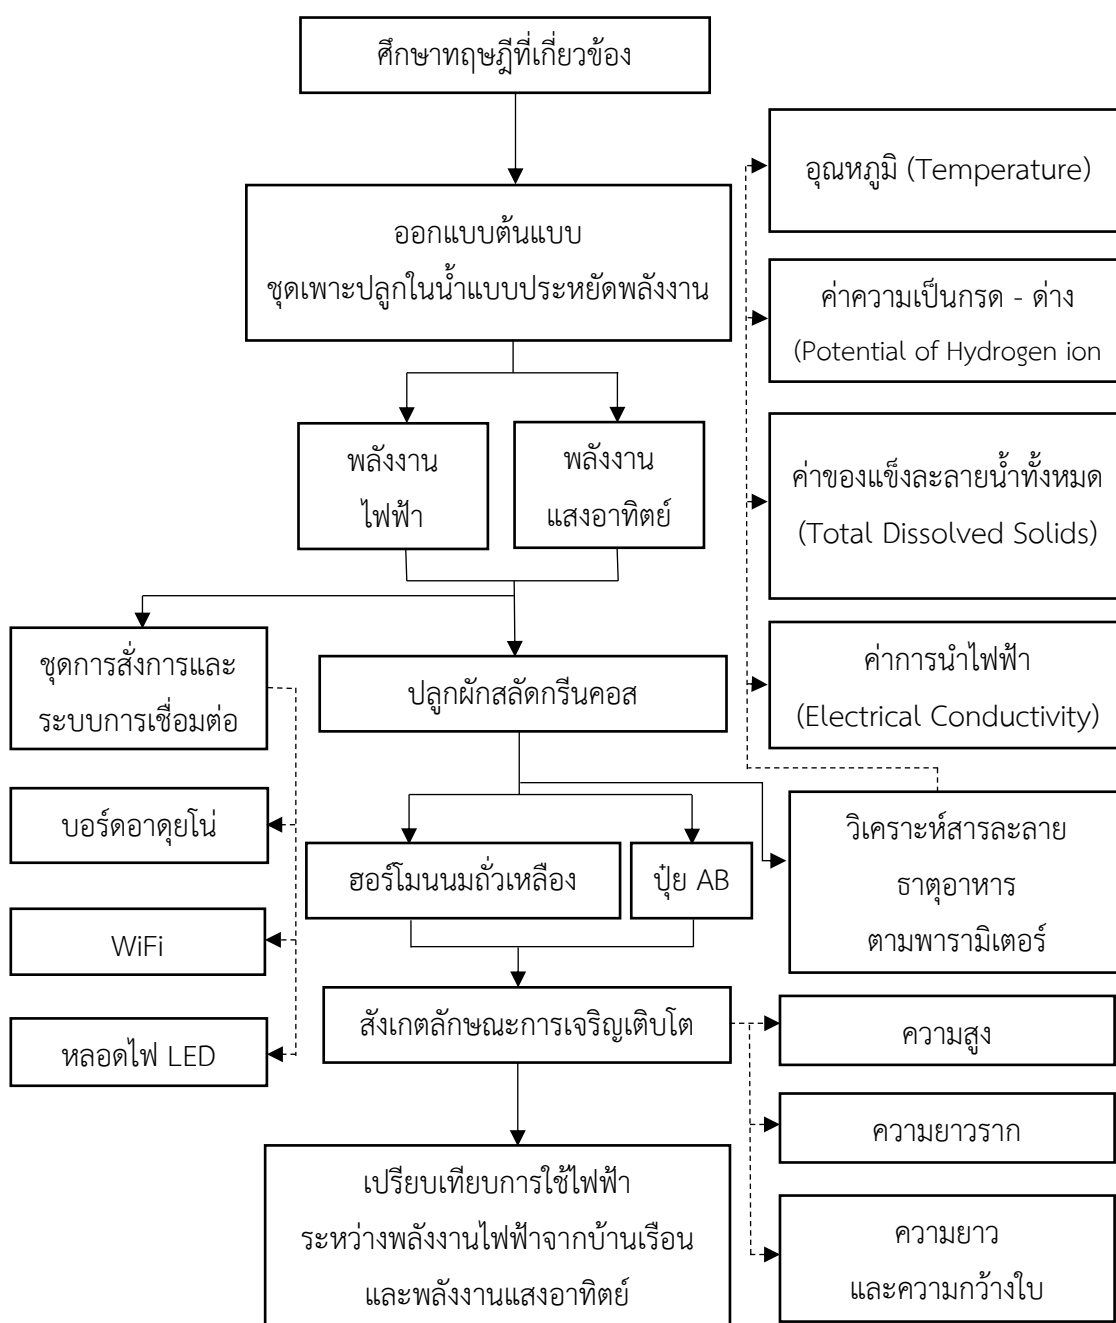 ศึกษาทฤษฎีที่เกี่ยวข้อง
ออกแบบต้นแบบ
ชุดเพาะปลูกในน้ำแบบประหยัดพลังงาน
พลังงาน
ไฟฟ้า
พลังงาน
แสงอาทิตย์
ชุดการสั่งการและ
ระบบการเชื่อมต่อ
บอร์ดอาดุยโน่
WiFi
หลอดไฟ LED
ปลูกผักสลัดกรีนคอส
ฮอร์โมนนมถั่วเหลือง
ปุ๋ย AB
สังเกตลักษณะการเจริญเติบโต
เปรียบเทียบการใช้ไฟฟ้า
ระหว่างพลังงานไฟฟ้าจากบ้านเรือน
และพลังงานแสงอาทิตย์
อุณหภูมิ (Temperature)
ค่าความเป็นกรด - ด่าง
(Potential of Hydrogen ion
ค่าของแข็งละลายน้ำทั้งหมด
(Total Dissolved Solids)
ค่าการนำไฟฟ้า
(Electrical Conductivity)
วิเคราะห์สารละลาย
ธาตุอาหาร
ตามพารามิเตอร์
ความสูง
ความยาวราก
ความยาว
และความกว้างใบ